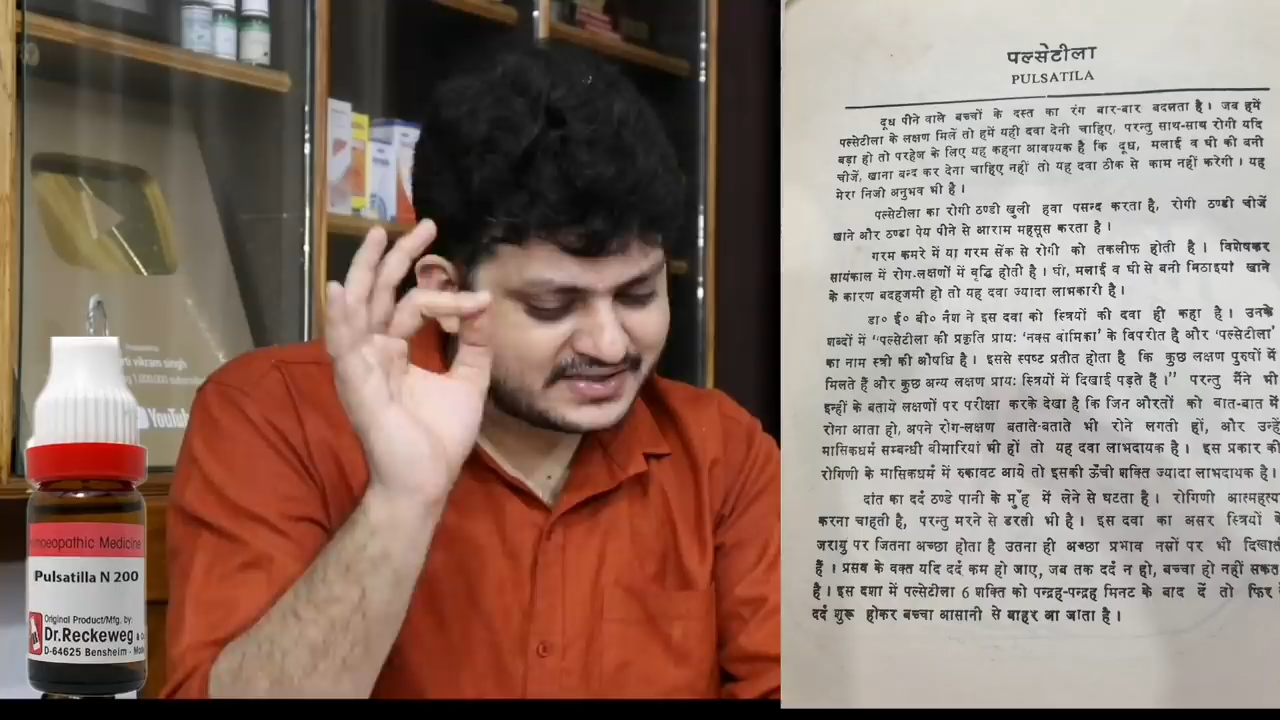 पल्सेटीला
PULSATILA
दूध पीने वाले बच्चों के दस्त का रंग बार-बार बदलता है। जब हमें
पल्सेटीला के लक्षण मिलें तो हमें यही दवा देनी चाहिए, परन्तु साथ-साथ रोगी यदि
बड़ा हो तो परहेज के लिए यह कहना आवश्यक है कि दूध, मलाई व घी की बनी
चीजें, खाना बन्द कर देना चाहिए नहीं तो यह दवा ठीक से काम नहीं करेगी। यह
मेरा निजी अनुभव भी है।
पल्सेटीला का रोगी ठण्डी खुली हवा पसन्द करता है, रोगी ठण्डी चीजें
खाने और ठण्डा पेय पीने से आराम महसूस करता है।
गरम कमरे में या गरम सेंक से रोगी को तकलीफ होती है। विशेषकर
सायंकाल में रोग-लक्षणों में वृद्धि होती है। घी, मलाई व घी से बनी मिठाइयां खाने
के कारण बदहजमी हो तो यह दवा ज्यादा लाभकारी है।
डा० ई० बी० नैश ने इस दवा को स्त्रियों की दवा ही कहा है। उनके
शब्दों में "पल्सेटीला की प्रकृति प्रायः 'नक्स वोमिका' के विपरीत है और 'पल्सेटीला'
का नाम स्त्री की औषधि है। इससे स्पष्ट प्रतीत होता है कि कुछ लक्षण पुरुषों में
मिलते हैं और कुछ अन्य लक्षण प्रायः स्त्रियों में दिखाई पड़ते हैं।" परन्तु मैंने भी
इन्हीं के बताये लक्षणों पर परीक्षा करके देखा है कि जिन औरतों को बात-बात में
रोना आता हो, अपने रोग-लक्षण बताते-बताते भी रोने लगती हों, और उन्हें
मासिकधर्म सम्बन्धी बीमारियां भी हों तो यह दवा लाभदायक है। इस प्रकार की
रोगिणी के मासिकधर्म में रुकावट आये तो इसकी ऊँची शक्ति ज्यादा लाभदायक है।
दांत का दर्द ठण्डे पानी के मुँह में लेने से घटता है। रोगिणी आत्महत्या
करना चाहती है, परन्तु मरने से डरती भी है। इस दवा का असर स्त्रियों के
जरायु पर जितना अच्छा होता है उतना ही अच्छा प्रभाव नसों पर भी दिखाती
है। प्रसव के वक्त यदि दर्द कम हो जाए, जब तक दर्द न हो, बच्चा हो नहीं सकता
है। इस दशा में पल्सेटीला 6 शक्ति को पन्द्रह-पन्द्रह मिनट के बाद दें तो फिर से
दर्द शुरू होकर बच्चा आसानी से बाहर आ जाता है।
vikram singh
YouTube
Homoeopathic Medicine
Pulsatilla N 200
Original Product/Mfg. by:
Dr.Reckeweg & Co.
D-64625 Bensheim -